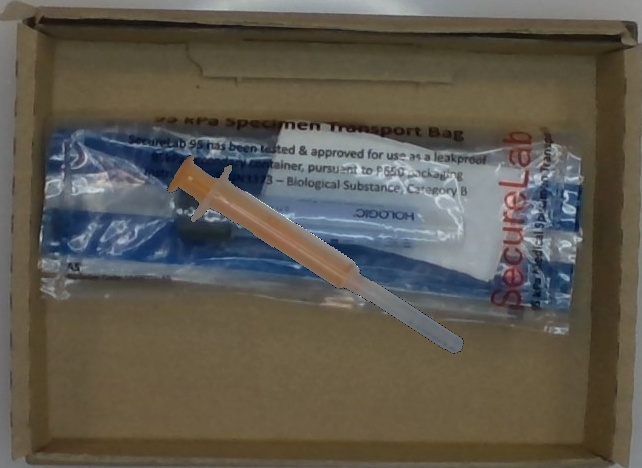 95 kPa Specimen Transport Bag
SecureLab 95 has been tested & approved for use as a leakproof
container, pursuant to P650 packaging
– Biological Substance, Category B
HOLOGIC
SecureLab
Transport